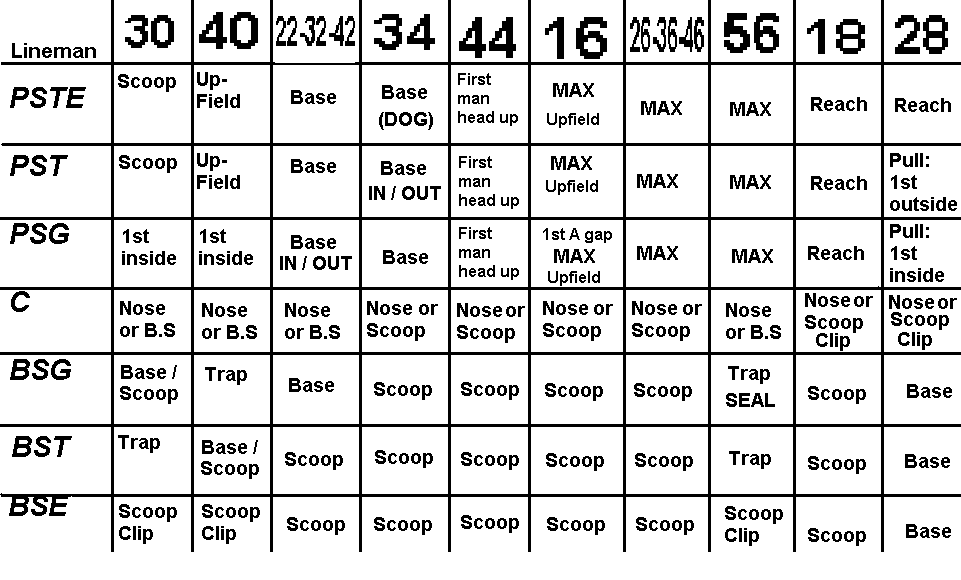 Lineman 30 40 22-32-42 34 44 16 26-36-46 56 18 28
PSTE Scoop Up-Field Base Base (DOG) First man head up MAX Upfield MAX MAX Reach Reach
PST Scoop Up-Field Base Base IN / OUT First man head up MAX Upfield MAX MAX Reach Pull: 1st outside
PSG 1st inside 1st inside Base IN / OUT Base First man head up 1st A gap MAX Upfield MAX MAX Reach Pull: 1st inside
C Nose or B.S Nose or B.S Nose or B.S Nose or Scoop Nose or Scoop Nose or Scoop Nose or Scoop Nose or B.S Nose or Scoop Clip Nose or Scoop Clip
BSG Base / Scoop Trap Base Scoop Scoop Scoop Scoop Trap SEAL Scoop Base
BST Trap Base / Scoop Scoop Scoop Scoop Scoop Scoop Trap Scoop Base
BSE Scoop Clip Scoop Clip Scoop Scoop Scoop Scoop Scoop Scoop Clip Scoop Base